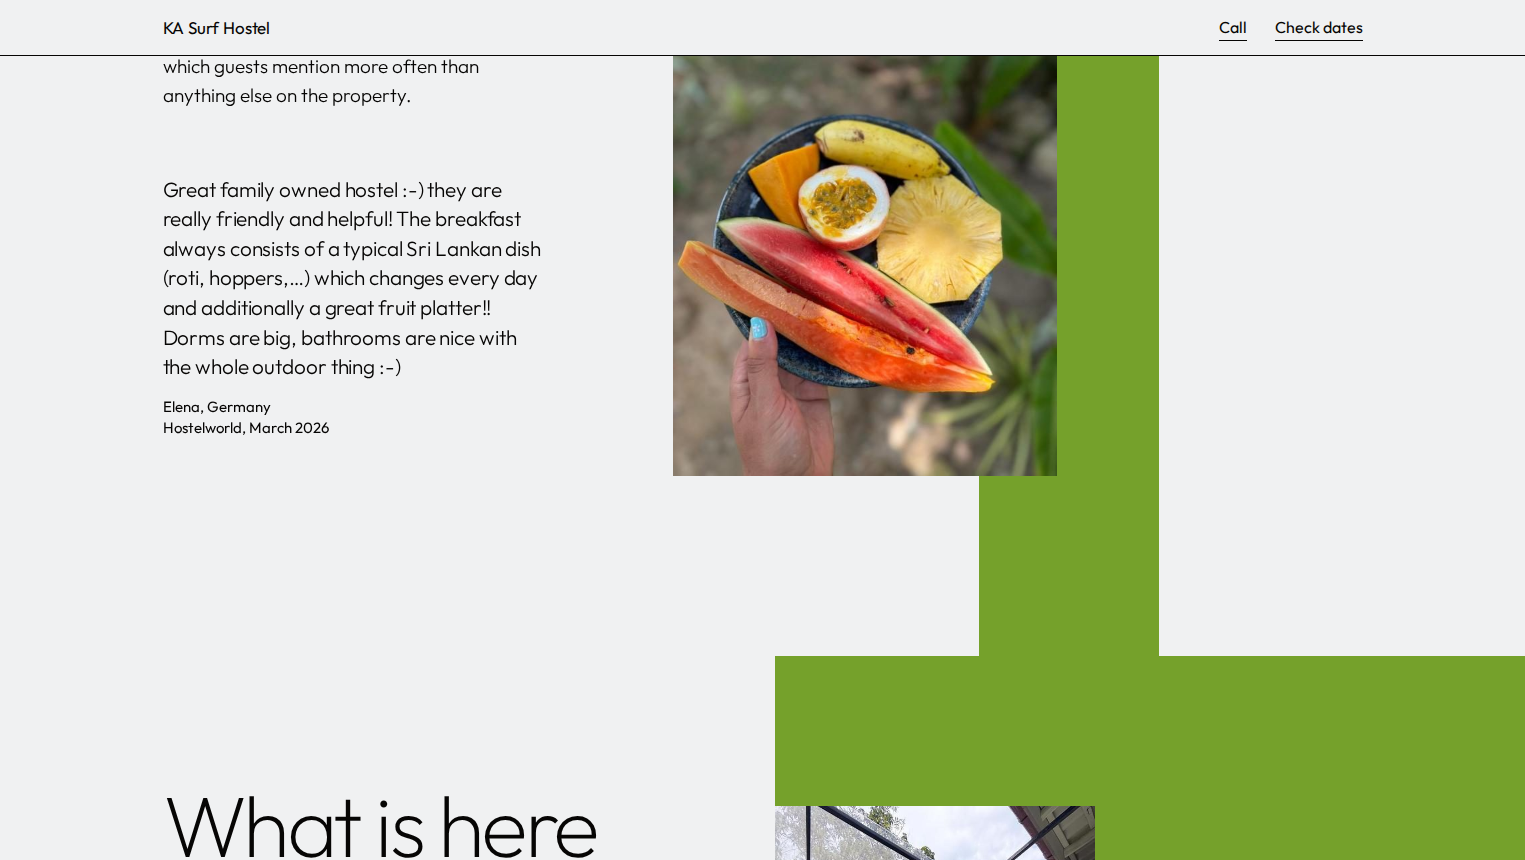 KA Surf Hostel
Call
Check dates
which guests mention more often than
anything else on the property.
Great family owned hostel :-) they are
really friendly and helpful! The breakfast
always consists of a typical Sri Lankan dish
(roti, hoppers,...) which changes every day
and additionally a great fruit platter!!
Dorms are big, bathrooms are nice with
the whole outdoor thing :-)
Elena, Germany
Hostelworld, March 2026
What is here